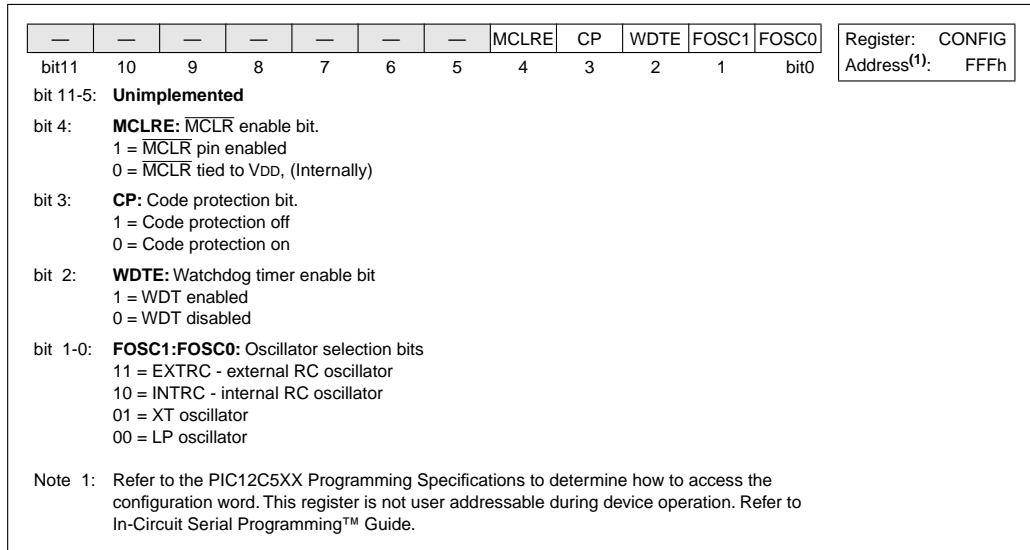 — — — — — — — MCLRE CP WDTE FOSC1 FOSC0 Register: CONFIG
bit11 10 9 8 7 6 5 4 3 2 1 bit0 Address(1): FFFh
bit 11-5: Unimplemented
bit 4: MCLRE: MCLR enable bit.
1 = MCLR pin enabled
0 = MCLR tied to VDD, (Internally)
bit 3: CP: Code protection bit.
1 = Code protection off
0 = Code protection on
bit 2: WDTE: Watchdog timer enable bit
1 = WDT enabled
0 = WDT disabled
bit 1-0: FOSC1:FOSC0: Oscillator selection bits
11 = EXTRC - external RC oscillator
10 = INTRC - internal RC oscillator
01 = XT oscillator
00 = LP oscillator
Note 1: Refer to the PIC12C5XX Programming Specifications to determine how to access the
configuration word. This register is not user addressable during device operation. Refer to
In-Circuit Serial Programming™ Guide.